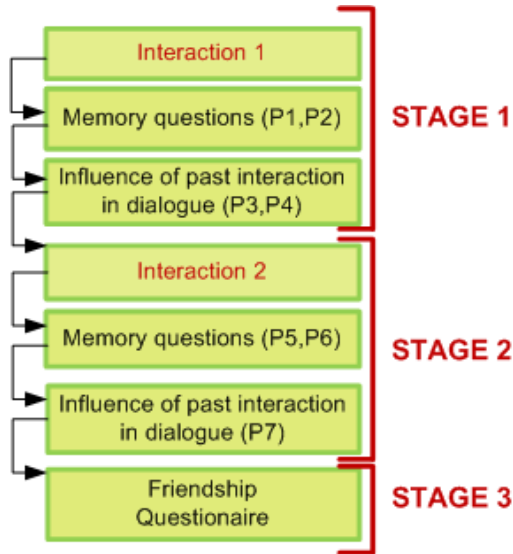 Interaction 1
Memory questions (P1,P2)
STAGE 1
Influence of past interaction
in dialogue (P3,P4)
Interaction 2
Memory questions (P5,P6)
STAGE 2
Influence of past interaction
in dialogue (P7)
Friendship
Questionaire
STAGE 3